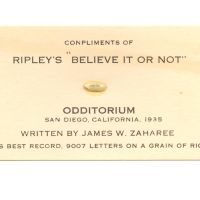 COMPLIMENTS OF
RIPLEY'S "BELIEVE IT OR NOT"
ODDITORIUM
SAN DIEGO, CALIFORNIA, 1935
WRITTEN BY JAMES W. ZAHAREE
S BEST RECORD, 9007 LETTERS ON A GRAIN OF RI